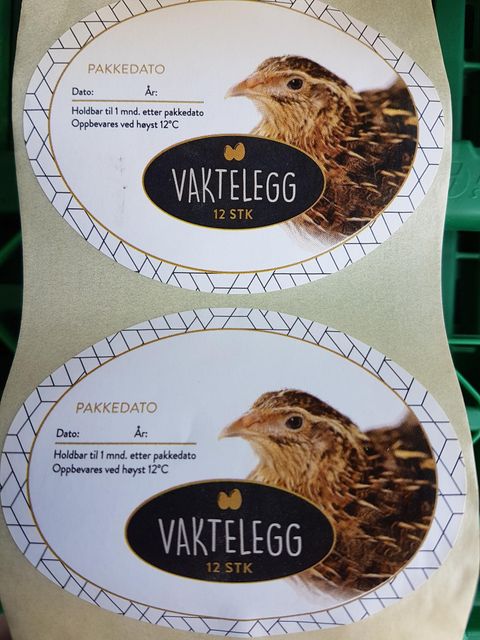 PAKKEDATO
Dato: År:
Holdbar til 1 mnd. etter pakkedato
Oppbevares ved høyst 12°C
VAKTELEGG
12 STK
PAKKEDATO
Dato: År:
Holdbar til 1 mnd. etter pakkedato
Oppbevares ved høyst 12°C
VAKTELEGG
12 STK